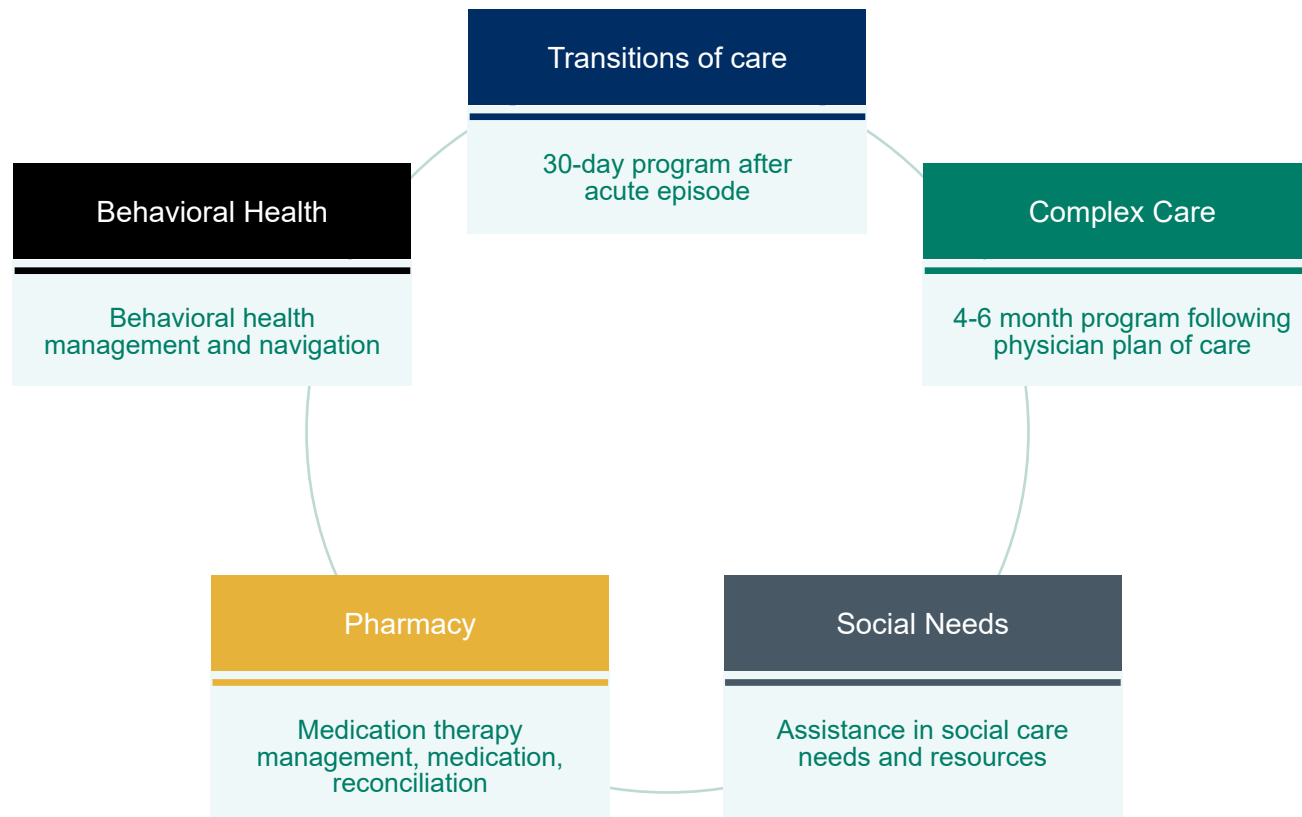 Transitions of care
30-day program after
acute episode
Complex Care
4-6 month program following
physician plan of care
Social Needs
Assistance in social care
needs and resources
Pharmacy
Medication therapy
management, medication,
reconciliation
Behavioral Health
Behavioral health
management and navigation